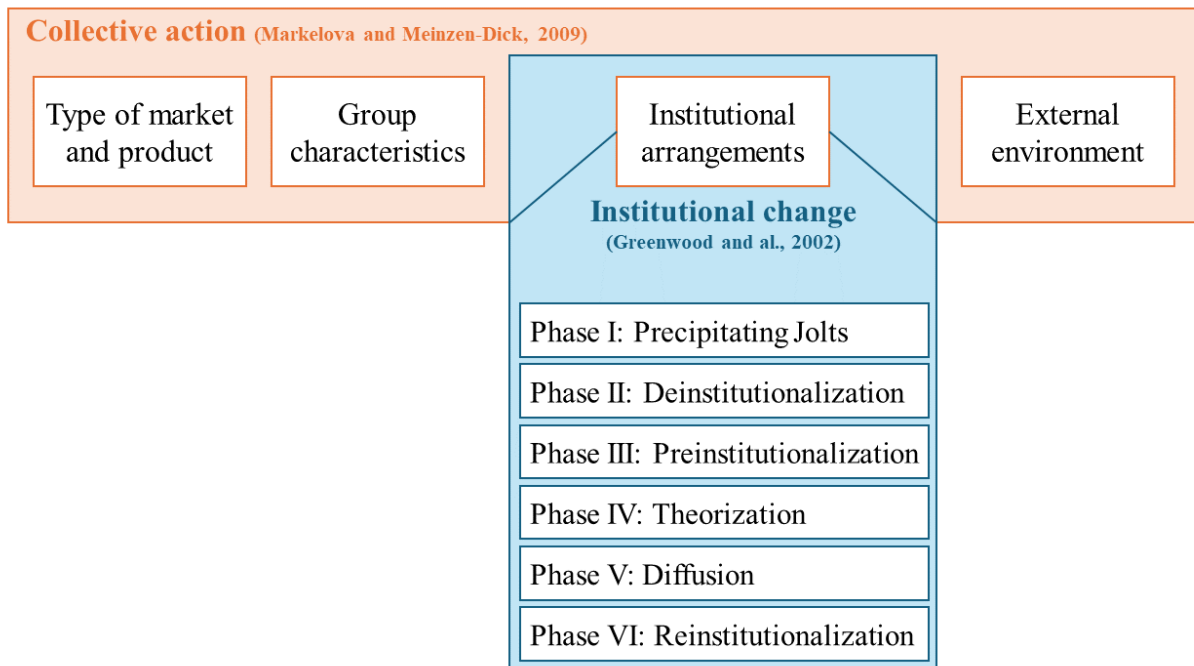 Collective action (Markelova and Meinzen-Dick, 2009)
Type of market
and product
Group
characteristics
Institutional
arrangements
External
environment
Institutional change
(Greenwood and al., 2002)
Phase I: Precipitating Jolts
Phase II: Deinstitutionalization
Phase III: Preinstitutionalization
Phase IV: Theorization
Phase V: Diffusion
Phase VI: Reinstitutionalization